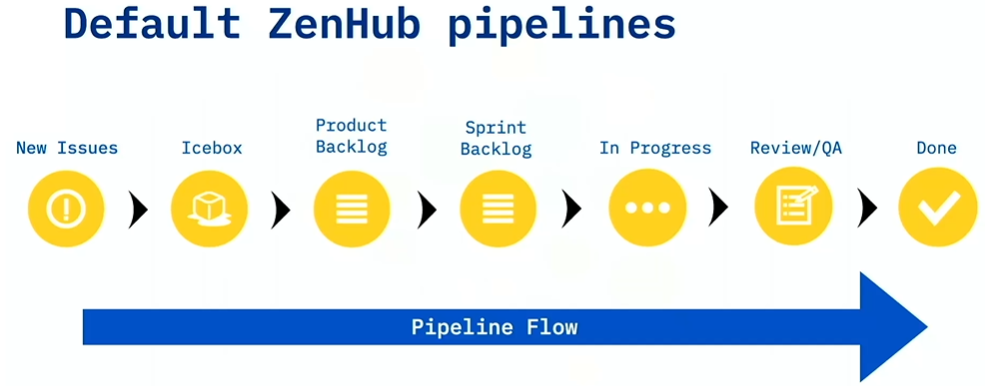 Default ZenHub pipelines
New Issues
Icebox
Product
Backlog
Sprint
Backlog
In Progress
Review/QA
Done
Pipeline Flow